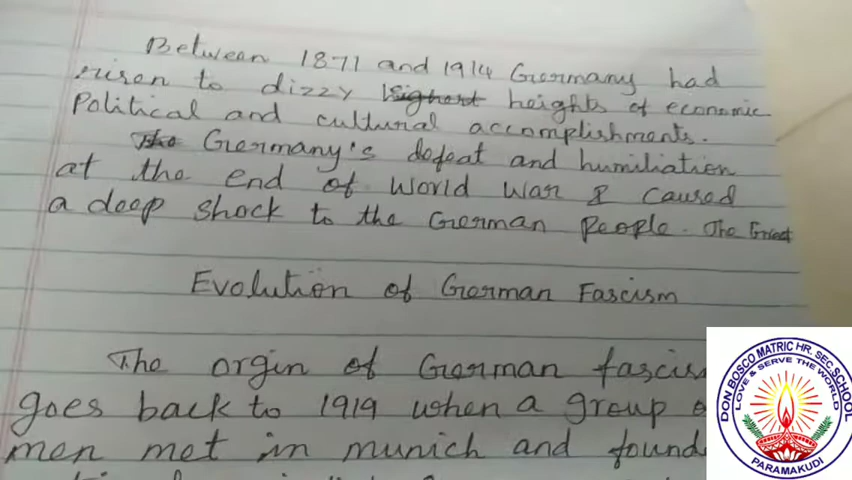 Between 1871 and 1914 Germany had
risen to dizzy heights of economic
Political and cultural accomplishments.
Germany's defeat and humiliation
at the end of World War I caused
a deep shock to the German people. The Great
Evolution of German Fascism
The orgin of German fascism
goes back to 1919 when a group o
men met in munich and found
DON BOSCO MATRIC HR. SEC. SCHOOL
LOVE & SERVE THE WORLD
PARAMAKUDI